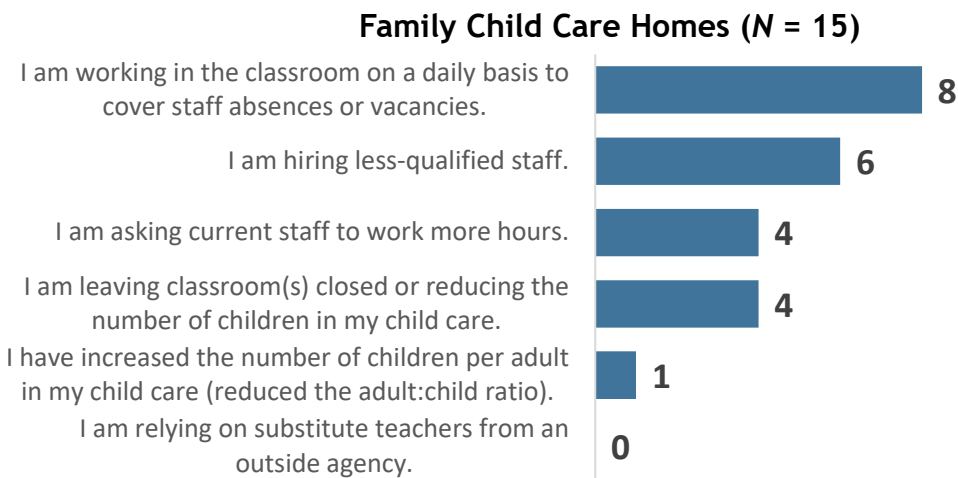 Family Child Care Homes (N = 15)
I am working in the classroom on a daily basis to
cover staff absences or vacancies.
8
I am hiring less-qualified staff.
6
I am asking current staff to work more hours.
4
I am leaving classroom(s) closed or reducing the
number of children in my child care.
4
I have increased the number of children per adult
in my child care (reduced the adult:child ratio).
1
I am relying on substitute teachers from an
outside agency.
0